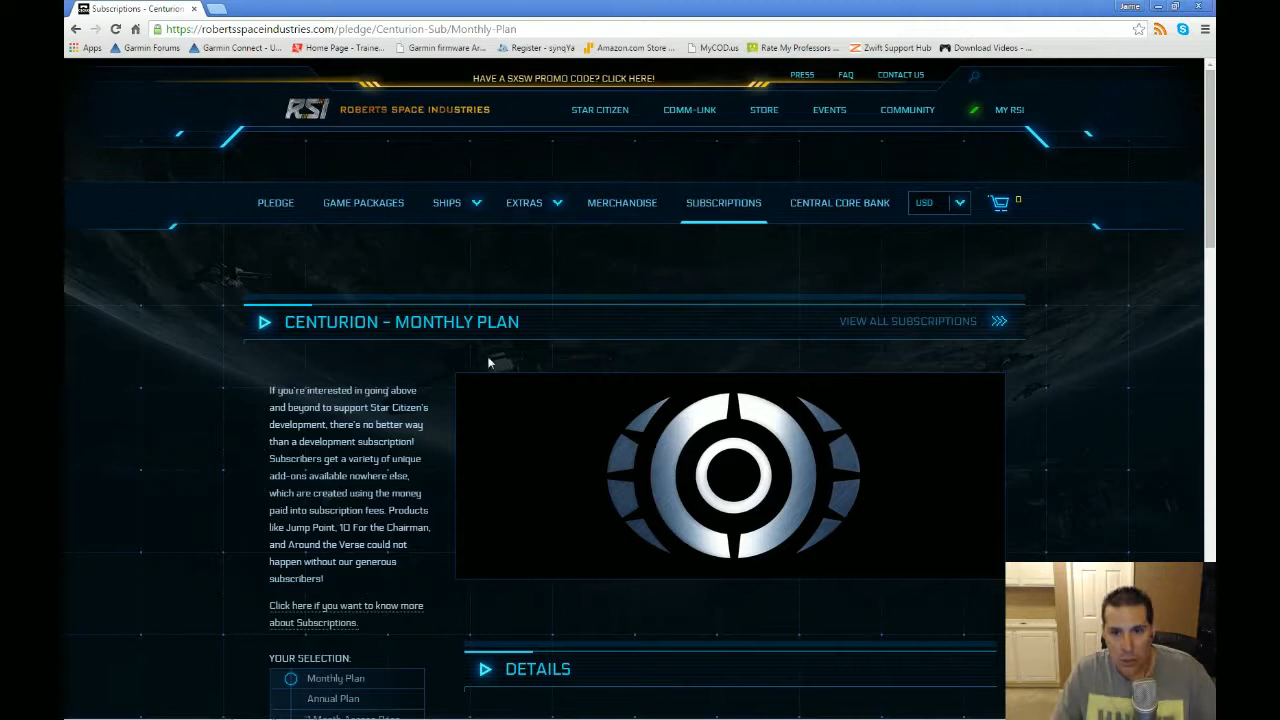 Subscriptions - Centurion
Jaime
https://robertsspaceindustries.com/pledge/Centurion-Sub/Monthly-Plan
Apps
Garmin Forums
Garmin Connect - U...
Home Page - Traine...
Garmin firmware Ar...
Register - synqYa
Amazon.com Store ...
MyCOD.us
Rate My Professors ...
Zwift Support Hub
Download Videos - ...
HAVE A SXSW PROMO CODE? CLICK HERE!
PRESS
FAQ
CONTACT US
RSI
ROBERTS SPACE INDUSTRIES
STAR CITIZEN
COMM-LINK
STORE
EVENTS
COMMUNITY
MY RSI
PLEDGE
GAME PACKAGES
SHIPS
EXTRAS
MERCHANDISE
SUBSCRIPTIONS
CENTRAL CORE BANK
USD
0
CENTURION - MONTHLY PLAN
VIEW ALL SUBSCRIPTIONS
If you're interested in going above
and beyond to support Star Citizen's
development, there's no better way
than a development subscription!
Subscribers get a variety of unique
add-ons available nowhere else,
which are created using the money
paid into subscription fees. Products
like Jump Point, 10 For the Chairman,
and Around the Verse could not
happen without our generous
subscribers!
Click here if you want to know more
about Subscriptions.
YOUR SELECTION:
Monthly Plan
Annual Plan
DETAILS